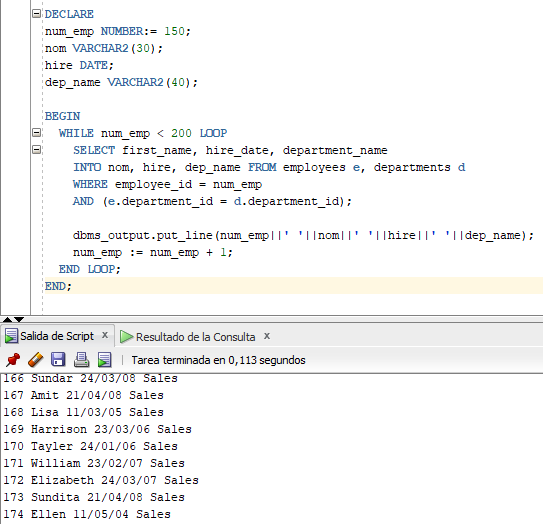 DECLARE
num_emp NUMBER:= 150;
nom VARCHAR2(30);
hire DATE;
dep_name VARCHAR2(40);
BEGIN
WHILE num_emp < 200 LOOP
SELECT first_name, hire_date, department_name
INTO nom, hire, dep_name FROM employees e, departments d
WHERE employee_id = num_emp
AND (e.department_id = d.department_id);
dbms_output.put_line(num_emp||' '||nom||' '||hire||' '||dep_name);
num_emp := num_emp + 1;
END LOOP;
END;
Salida de Script x Resultado de la Consulta x
Tarea terminada en 0,113 segundos
166 Sundar 24/03/08 Sales
167 Amit 21/04/08 Sales
168 Lisa 11/03/05 Sales
169 Harrison 23/03/06 Sales
170 Tayler 24/01/06 Sales
171 William 23/02/07 Sales
172 Elizabeth 24/03/07 Sales
173 Sundita 21/04/08 Sales
174 Ellen 11/05/04 Sales